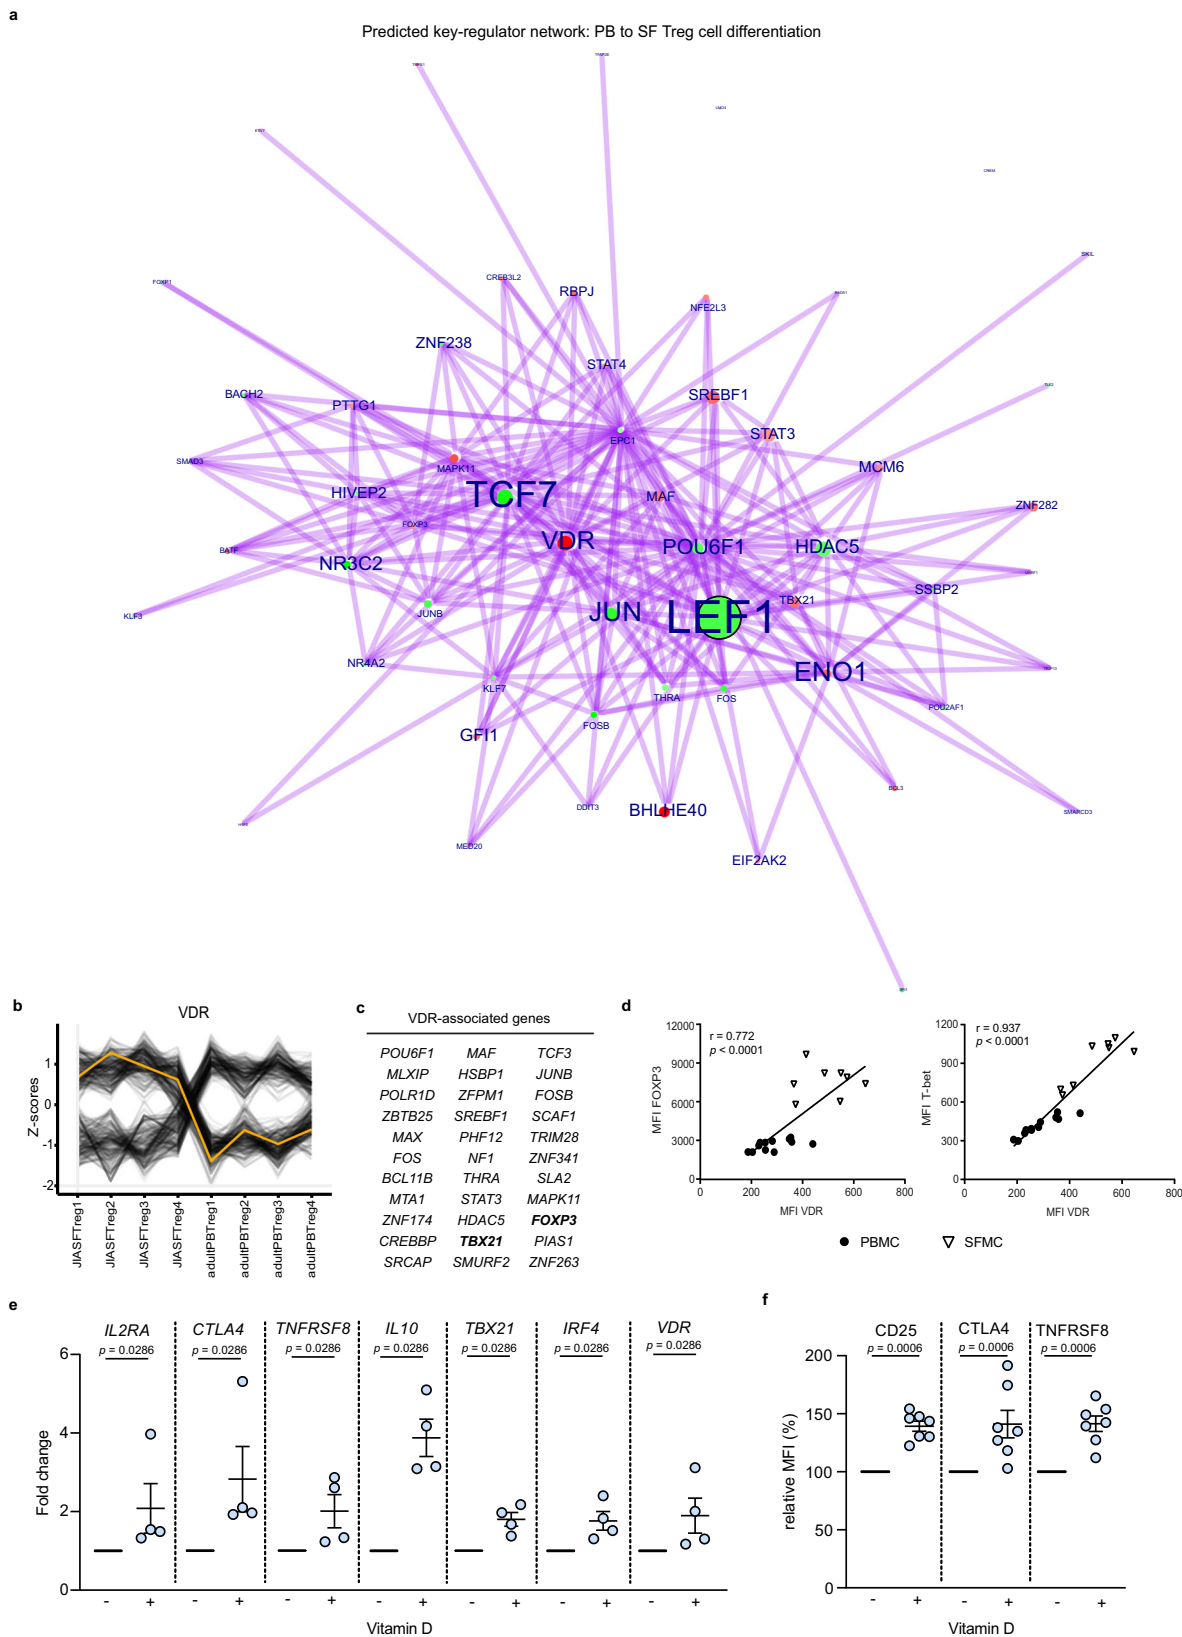 a
Predicted key-regulator network: PB to SF Treg cell differentiation
SKIL
FOXP1
CREB3L2
RBPJ
NFE2L3
ZNF238
STAT4
BACH2
PTTG1
SREBF1
EPC1
STAT3
SMAD3
MAPK11
MCM6
HIVEP2
TCF7
MAF
ZNF282
FOXP3
VDR
POU6F1
HDAC5
BATF
NR3C2
SSBP2
TBX21
KLF3
JUNB
JUN
LEF1
NR4A2
ENO1
KLF7
THRA
FOS
POU2AF1
FOSB
GFI1
BCL3
DDIT3
BHLHE40
SMARCD3
MED20
EIF2AK2
b
VDR
Z-scores
1
0
-1
-2
JIASFTreg1
JIASFTreg2
JIASFTreg3
JIASFTreg4
adultPBTreg1
adultPBTreg2
adultPBTreg3
adultPBTreg4
c
VDR-associated genes
POU6F1 MAF TCF3
MLXIP HSBP1 JUNB
POLR1D ZFPM1 FOSB
ZBTB25 SREBF1 SCAF1
MAX PHF12 TRIM28
FOS NF1 ZNF341
BCL11B THRA SLA2
MTA1 STAT3 MAPK11
ZNF174 HDAC5 FOXP3
CREBBP TBX21 PIAS1
SRCAP SMURF2 ZNF263
d
r = 0.772
p < 0.0001
MFI FOXP3
12000
9000
6000
3000
0
0 200 400 600 800
MFI VDR
r = 0.937
p < 0.0001
MFI T-bet
1200
900
600
300
0
0 200 400 600 800
MFI VDR
PBMC SFMC
e
IL2RA CTLA4 TNFRSF8 IL10 TBX21 IRF4 VDR
p = 0.0286 p = 0.0286 p = 0.0286 p = 0.0286 p = 0.0286 p = 0.0286 p = 0.0286
Fold change
6
4
2
0
- + - + - + - + - + - + - +
Vitamin D
f
CD25 CTLA4 TNFRSF8
p = 0.0006 p = 0.0006 p = 0.0006
relative MFI (%)
200
150
100
50
0
- + - + - +
Vitamin D